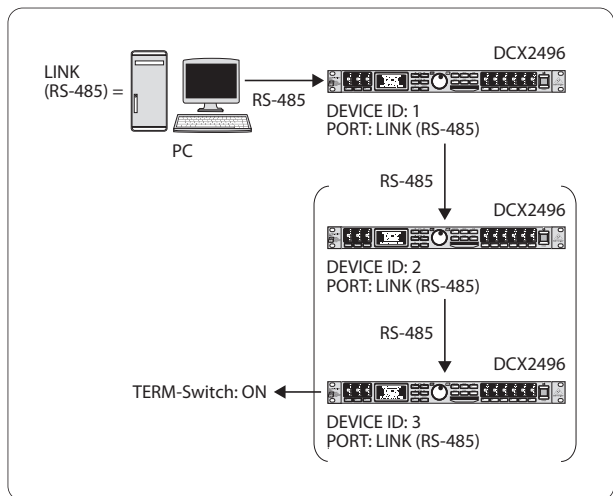 DCX2496
LINK
(RS-485) =
RS-485
PC
DEVICE ID: 1
PORT: LINK (RS-485)
RS-485
DCX2496
DEVICE ID: 2
PORT: LINK (RS-485)
RS-485
DCX2496
TERM-Switch: ON
DEVICE ID: 3
PORT: LINK (RS-485)